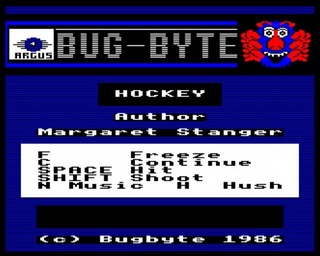 BUG-BYTE
ARGUS
HOCKEY
Author
Margaret Stanger
F Freeze
C Continue
SPACE Hit
SHIFT Shoot
N Music H Hush
(c) Bugbyte 1986